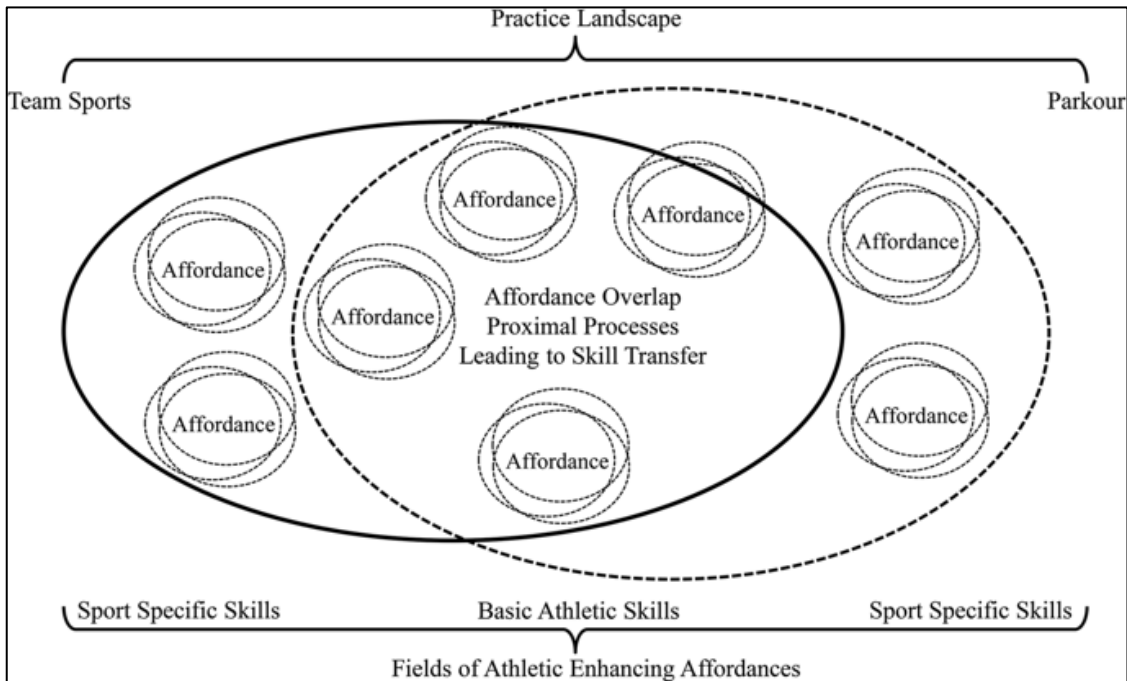 Practice Landscape
Team Sports
Parkour
Affordance
Affordance
Affordance
Affordance
Affordance
Affordance Overlap
Proximal Processes
Leading to Skill Transfer
Affordance
Affordance
Affordance
Sport Specific Skills
Basic Athletic Skills
Sport Specific Skills
Fields of Athletic Enhancing Affordances